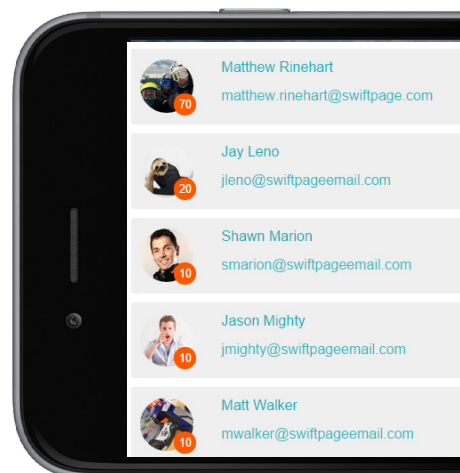 Matthew Rinehart
matthew.rinehart@swiftpage.com
70
Jay Leno
jleno@swiftpageemail.com
20
Shawn Marion
smarion@swiftpageemail.com
10
Jason Mighty
jmighty@swiftpageemail.com
10
Matt Walker
mwalker@swiftpageemail.com
10